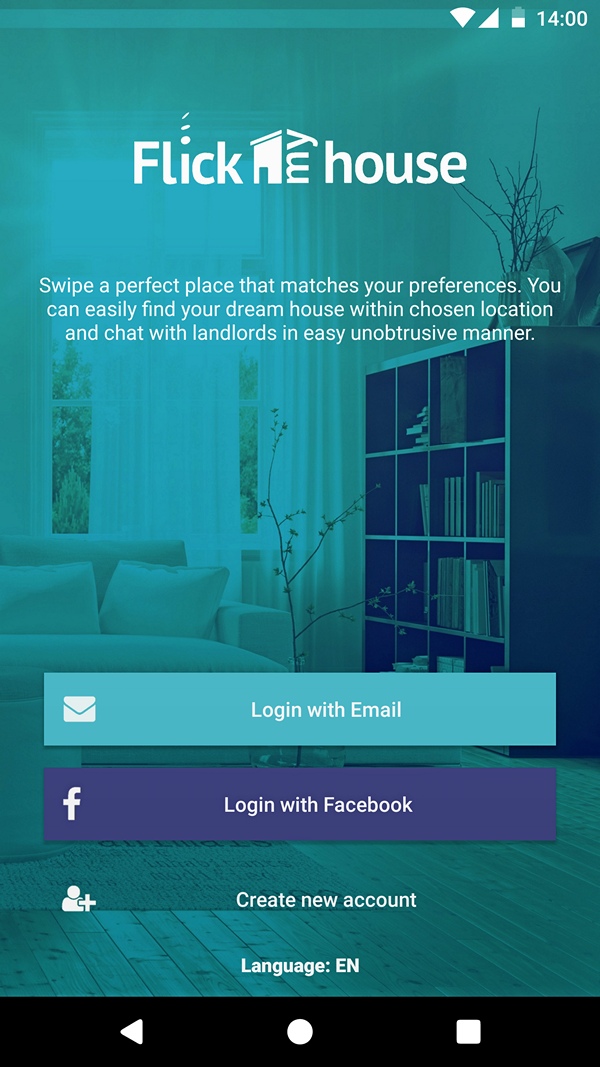 14:00
Flick my house
Swipe a perfect place that matches your preferences. You
can easily find your dream house within chosen location
and chat with landlords in easy unobtrusive manner.
Login with Email
f
Login with Facebook
Create new account
Language: EN